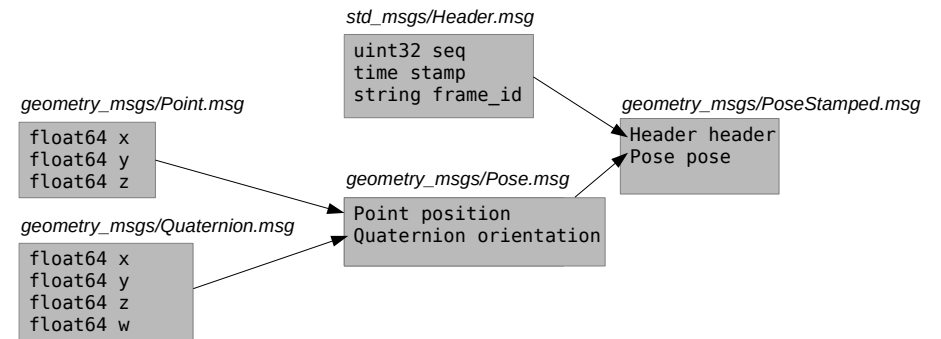 std_msgs/Header.msg
uint32 seq
time stamp
string frame_id
geometry_msgs/Point.msg
float64 x
float64 y
float64 z
geometry_msgs/PoseStamped.msg
Header header
Pose pose
geometry_msgs/Pose.msg
Point position
Quaternion orientation
geometry_msgs/Quaternion.msg
float64 x
float64 y
float64 z
float64 w